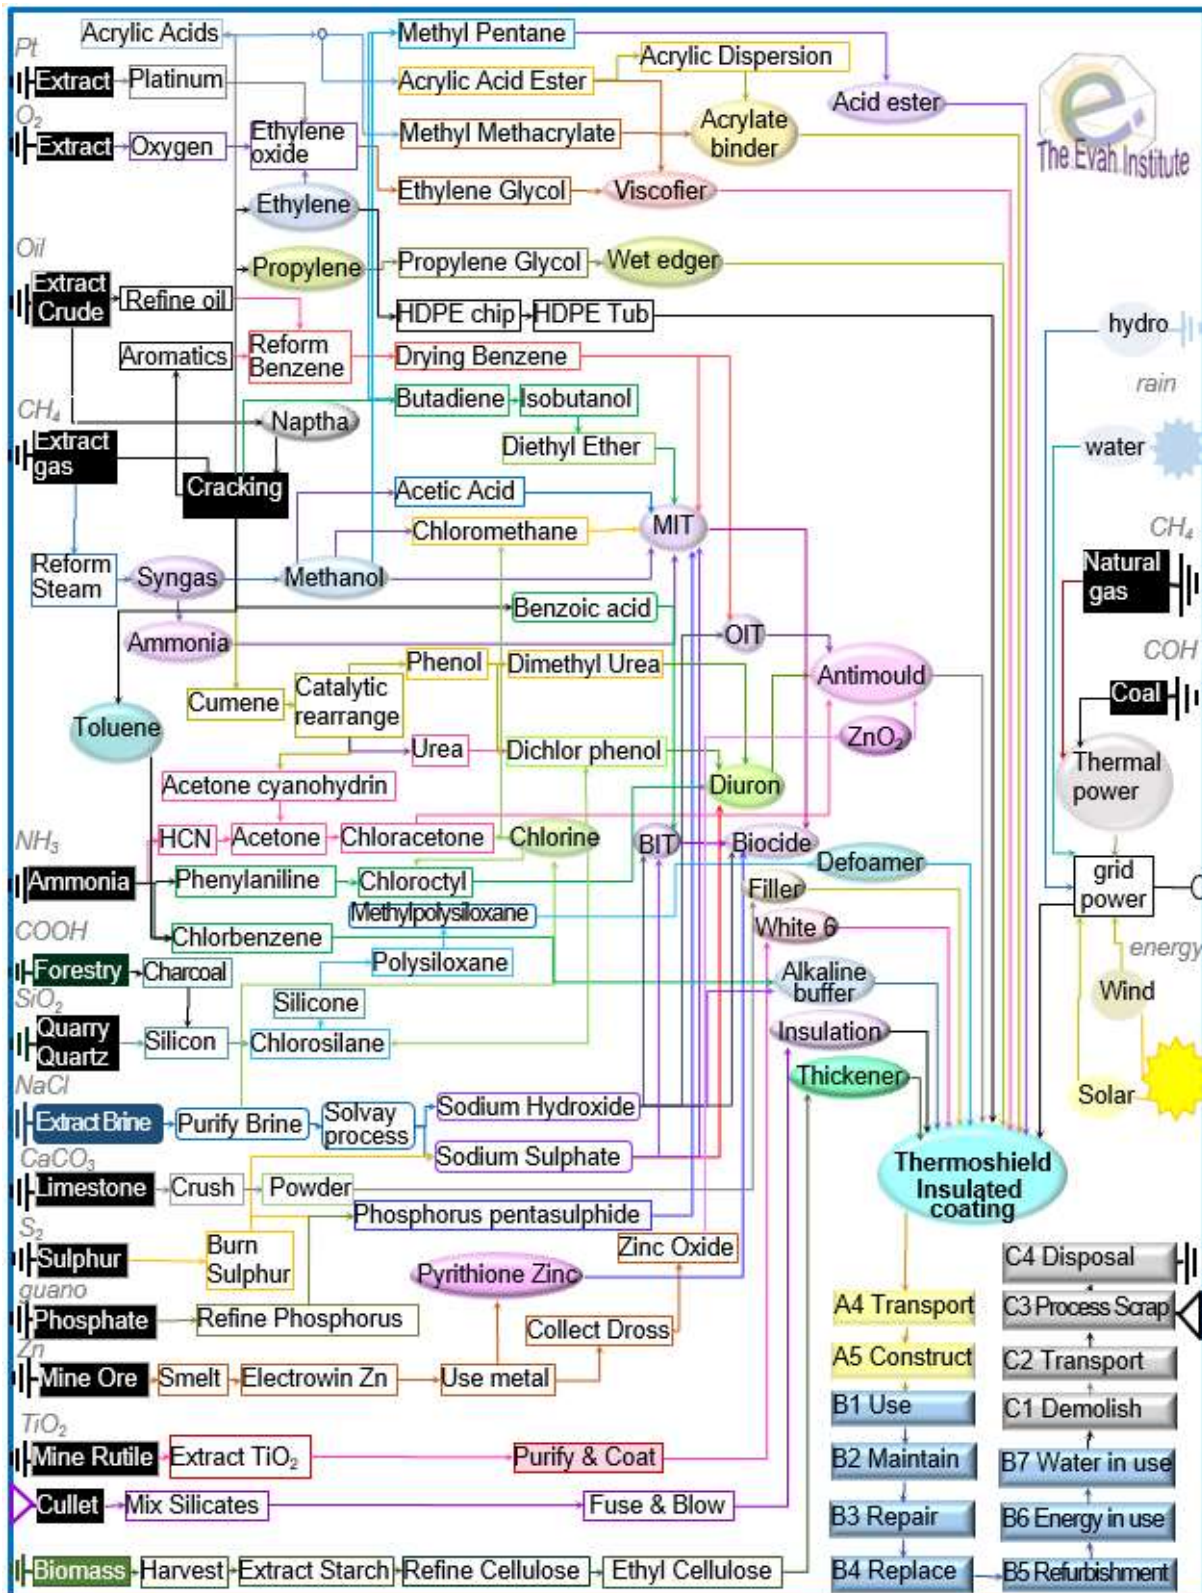 Acrylic Acids
Methyl Pentane
Pt
Acrylic Dispersion
Extract
Platinum
Acrylic Acid Ester
Acid ester
O₂
Extract
Oxygen
Ethylene
oxide
Methyl Methacrylate
Acrylate
binder
The Evah Institute
Ethylene
Ethylene Glycol
Viscofier
Oil
Propylene
Propylene Glycol
Wet edger
Extract
Crude
Refine oil
HDPE chip
HDPE Tub
hydro
Aromatics
Reform
Benzene
Drying Benzene
rain
CH₄
Naptha
Butadiene
Isobutanol
Extract
gas
Diethyl Ether
water
Cracking
Acetic Acid
Chloromethane
MIT
CH₄
Reform
Steam
Syngas
Methanol
Natural
gas
Benzoic acid
Ammonia
OIT
COH
Phenol
Dimethyl Urea
Antimould
Coal
Cumene
Catalytic
rearrange
Toluene
Urea
Dichlor phenol
ZnO₂
Thermal
power
Acetone cyanohydrin
Diuron
NH₃
HCN
Acetone
Chloracetone
Chlorine
BIT
Biocide
Defoamer
Ammonia
Phenylaniline
Chloroctyl
Filler
grid
power
Methylpolysiloxane
White 6
COOH
Chlorbenzene
energy
Forestry
Charcoal
Polysiloxane
Alkaline
buffer
Wind
SiO₂
Silicone
Quarry
Quartz
Silicon
Chlorosilane
Insulation
NaCl
Thickener
Solar
Extract Brine
Purify Brine
Solvay
process
Sodium Hydroxide
CaCO₃
Sodium Sulphate
Thermoshield
Insulated
coating
Limestone
Crush
Powder
Phosphorus pentasulphide
S₂
Zinc Oxide
Sulphur
Burn
Sulphur
Pyrithione Zinc
C4 Disposal
guano
A4 Transport
C3 Process Scrap
Phosphate
Refine Phosphorus
Collect Dross
Zn
A5 Construct
C2 Transport
Mine Ore
Smelt
Electrowin Zn
Use metal
B1 Use
C1 Demolish
TiO₂
Mine Rutile
Extract TiO₂
Purify & Coat
B2 Maintain
B7 Water in use
Cullet
Mix Silicates
Fuse & Blow
B3 Repair
B6 Energy in use
Biomass
Harvest
Extract Starch
Refine Cellulose
Ethyl Cellulose
B4 Replace
B5 Refurbishment